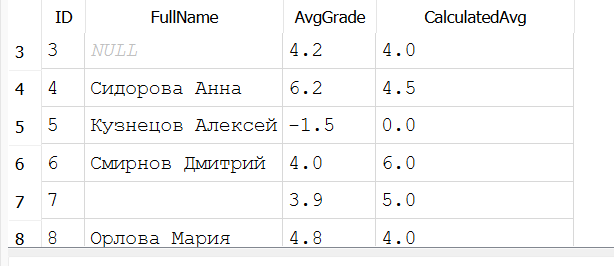 ID FullName AvgGrade CalculatedAvg
3 3 NULL 4.2 4.0
4 4 Сидорова Анна 6.2 4.5
5 5 Кузнецов Алексей -1.5 0.0
6 6 Смирнов Дмитрий 4.0 6.0
7 7 3.9 5.0
8 8 Орлова Мария 4.8 4.0